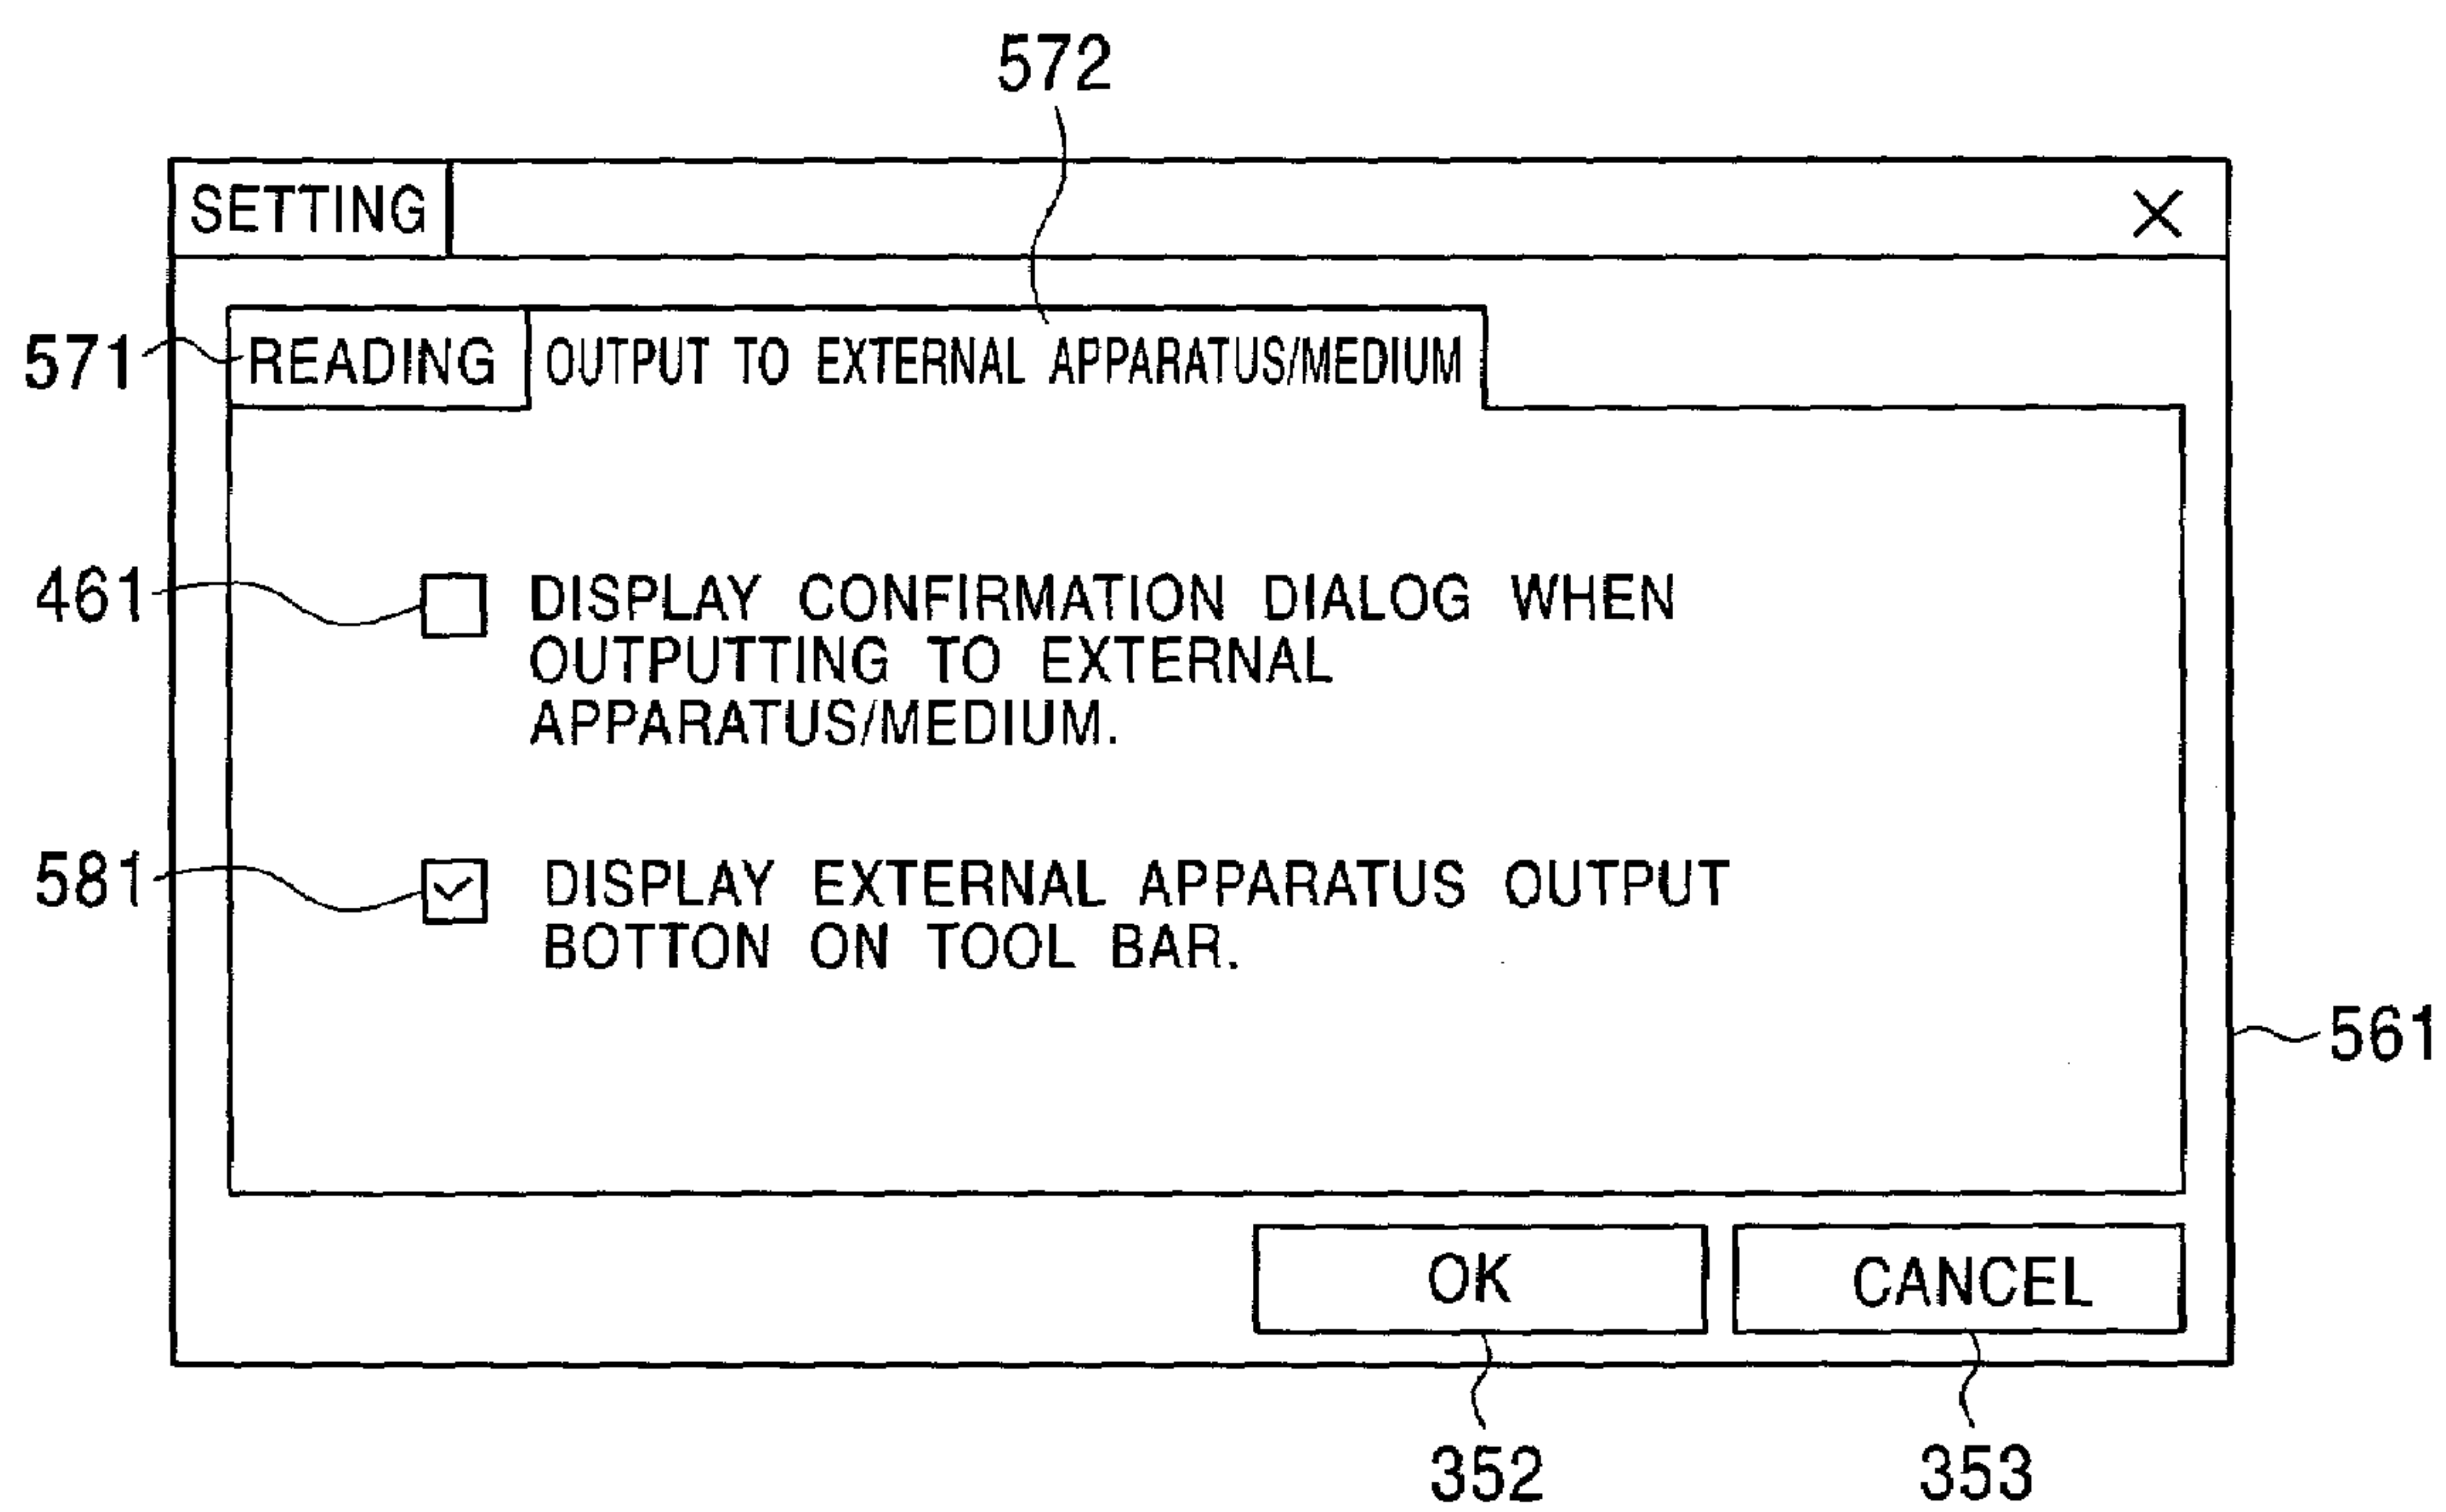 572
SETTING
571 READING OUTPUT TO EXTERNAL APPARATUS/MEDIUM
461 DISPLAY CONFIRMATION DIALOG WHEN
OUTPUTTING TO EXTERNAL
APPARATUS/MEDIUM.
581 DISPLAY EXTERNAL APPARATUS OUTPUT
BOTTON ON TOOL BAR.
561
OK CANCEL
352 353